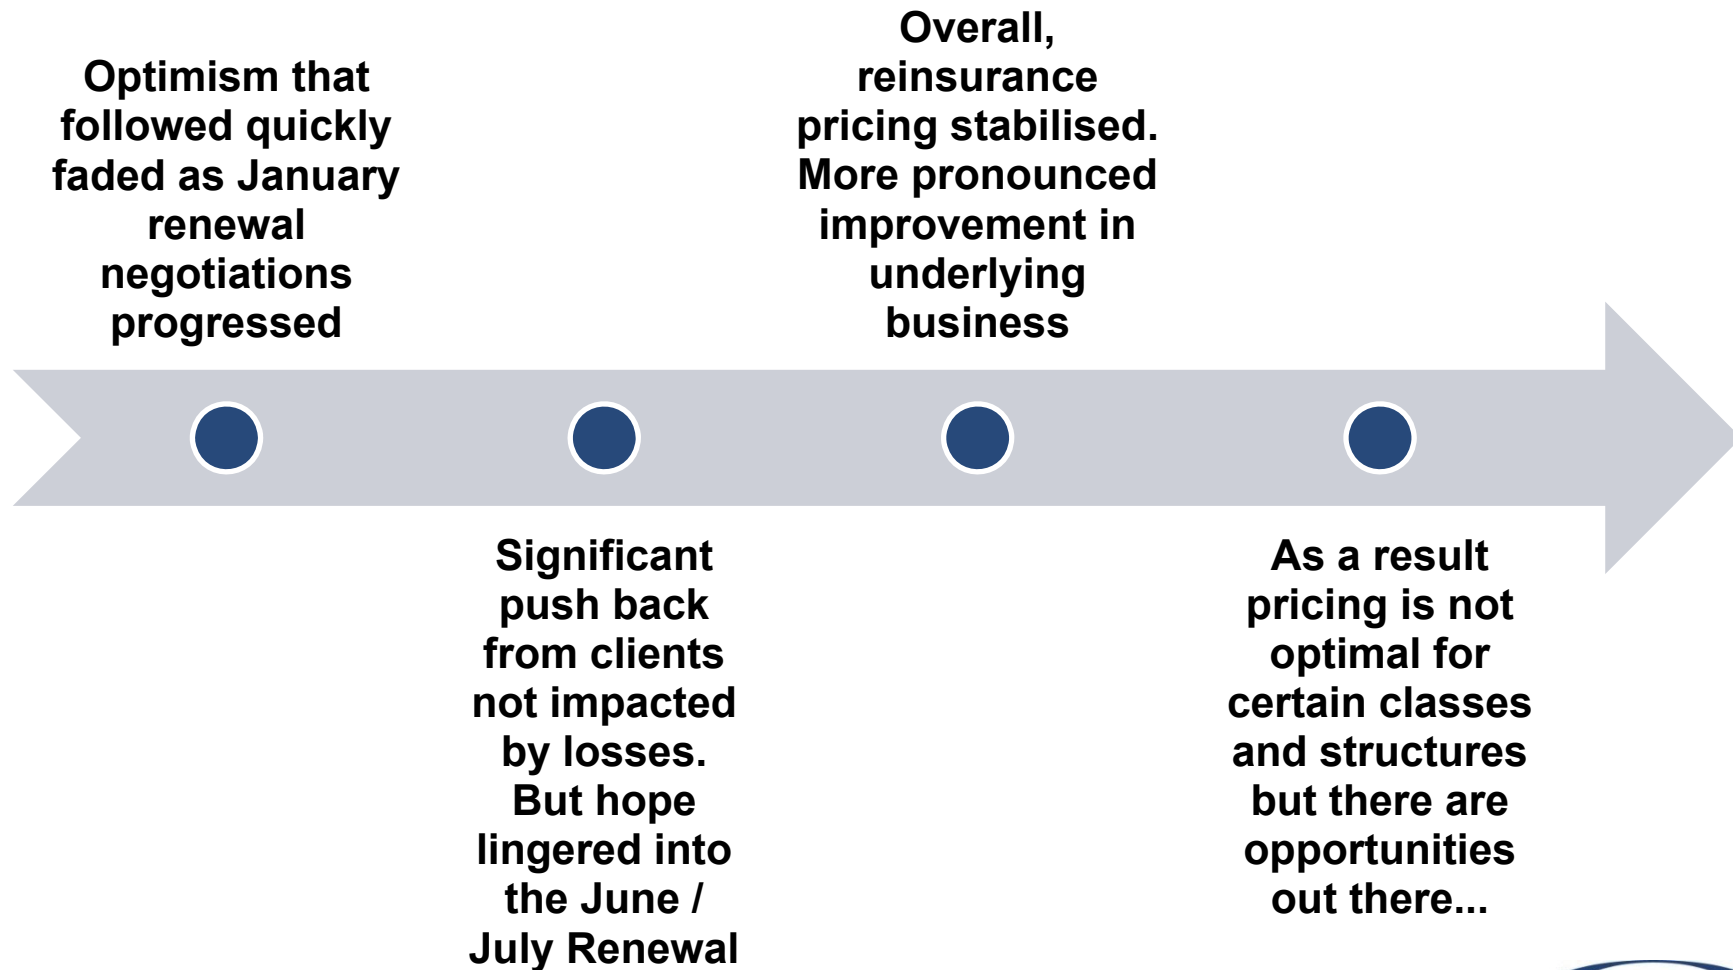 Optimism that
followed quickly
faded as January
renewal
negotiations
progressed
Significant
push back
from clients
not impacted
by losses.
But hope
lingered into
the June /
July Renewal
Overall,
reinsurance
pricing stabilised.
More pronounced
improvement in
underlying
business
As a result
pricing is not
optimal for
certain classes
and structures
but there are
opportunities
out there...